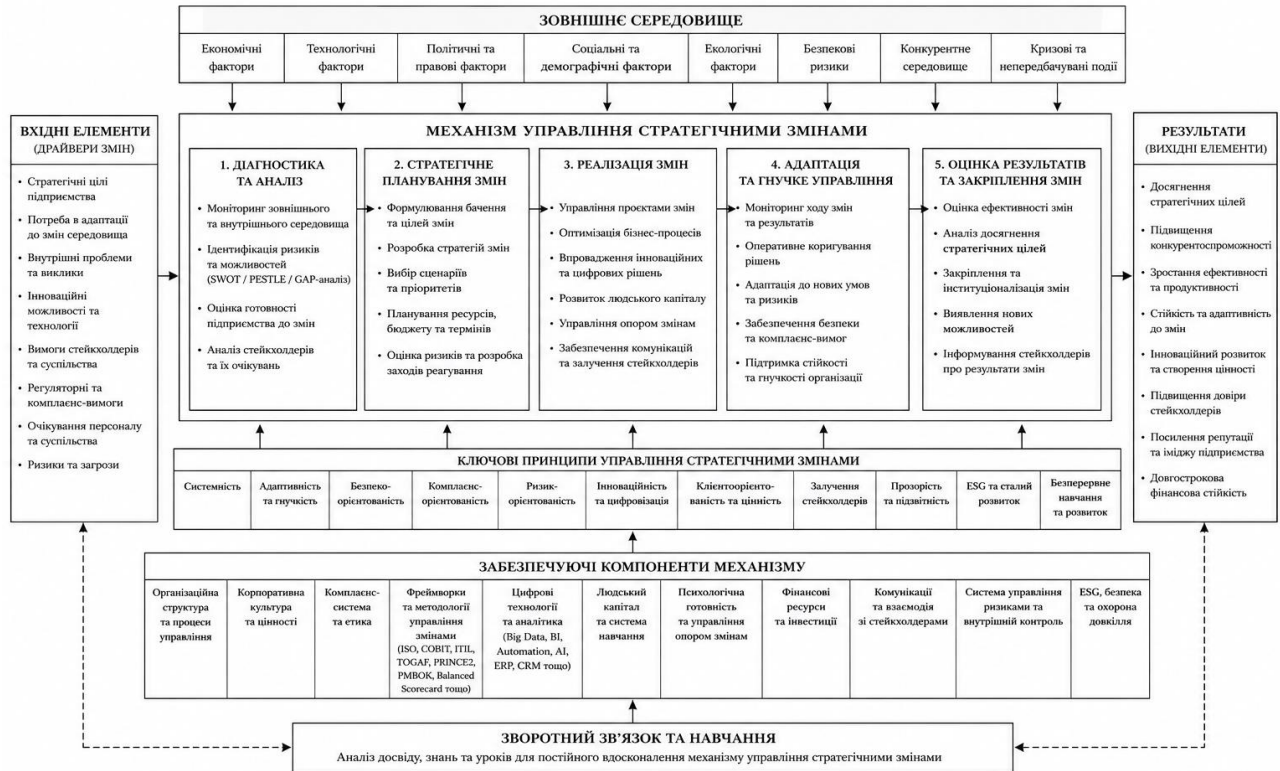 ЗОВНІШНЄ СЕРЕДОВИЩЕ
Економічні
фактори
Технологічні
фактори
Політичні та
правові фактори
Соціальні та
демографічні фактори
Екологічні
фактори
Безпекові
ризики
Конкурентне
середовище
Кризові та
непередбачувані події
ВХІДНІ ЕЛЕМЕНТИ
(ДРАЙВЕРИ ЗМІН)
• Стратегічні цілі
підприємства
• Потреба в адаптації
до змін середовища
• Внутрішні проблеми
та виклики
• Інноваційні
можливості та
технології
• Вимоги стейкхолдерів
та суспільства
• Регуляторні та
комплаєнс-вимоги
• Очікування персоналу
та суспільства
• Ризики та загрози
МЕХАНІЗМ УПРАВЛІННЯ СТРАТЕГІЧНИМИ ЗМІНАМИ
1. ДІАГНОСТИКА
ТА АНАЛІЗ
• Моніторинг зовнішнього
та внутрішнього середовища
• Ідентифікація ризиків
та можливостей
(SWOT / PESTLE / GAP-аналіз)
• Оцінка готовності
підприємства до змін
• Аналіз стейкхолдерів
та їх очікувань
2. СТРАТЕГІЧНЕ
ПЛАНУВАННЯ ЗМІН
• Формулювання бачення
та цілей змін
• Розробка стратегій змін
• Вибір сценаріїв
та пріоритетів
• Планування ресурсів,
бюджету та термінів
• Оцінка ризиків та розробка
заходів реагування
3. РЕАЛІЗАЦІЯ ЗМІН
• Управління проєктами змін
• Оптимізація бізнес-процесів
• Впровадження інноваційних
та цифрових рішень
• Розвиток людського капіталу
• Управління опором змінам
• Забезпечення комунікацій
та залучення стейкхолдерів
4. АДАПТАЦІЯ
ТА ГНУЧКЕ УПРАВЛІННЯ
• Моніторинг ходу змін
та результатів
• Оперативне коригування
рішень
• Адаптація до нових умов
та ризиків
• Забезпечення безпеки
та комплаєнс-вимог
• Підтримка стійкості
та гнучкості організації
5. ОЦІНКА РЕЗУЛЬТАТІВ
ТА ЗАКРІПЛЕННЯ ЗМІН
• Оцінка ефективності змін
• Аналіз досягнення
стратегічних цілей
• Закріплення та
інституціоналізація змін
• Виявлення нових
можливостей
• Інформування стейкхолдерів
про результати змін
РЕЗУЛЬТАТИ
(ВИХІДНІ ЕЛЕМЕНТИ)
• Досягнення
стратегічних цілей
• Підвищення
конкурентоспроможності
• Зростання ефективності
та продуктивності
• Стійкість та адаптивність
до змін
• Інноваційний розвиток
та створення цінності
• Підвищення довіри
стейкхолдерів
• Посилення репутації
та іміджу підприємства
• Довгострокова
фінансова стійкість
КЛЮЧОВІ ПРИНЦИПИ УПРАВЛІННЯ СТРАТЕГІЧНИМИ ЗМІНАМИ
Системність
Адаптивність
та гнучкість
Безпеко-
орієнтованість
Комплаєнс-
орієнтованість
Ризик-
орієнтованість
Інноваційність
та цифровізація
Клієнтоорієнто-
ваність та цінність
Залучення
стейкхолдерів
Прозорість
та підзвітність
ESG та сталий
розвиток
Безперервне
навчання
та розвиток
ЗАБЕЗПЕЧУЮЧІ КОМПОНЕНТИ МЕХАНІЗМУ
Організаційна
структура
та процеси
управління
Корпоративна
культура
та цінності
Комплаєнс-
система
та етика
Фреймворки
та методології
управління
змінами
(ISO, COBIT, ITIL,
TOGAF, PRINCE2,
PMBOK, Balanced
Scorecard тощо)
Цифрові
технології
та аналітика
(Big Data, BI,
Automation, AI,
ERP, CRM тощо)
Людський
капітал
та система
навчання
Психологічна
готовність
та управління
опором змінам
Фінансові
ресурси
та інвестиції
Комунікації
та взаємодія
зі стейкхолдерами
Система управління
ризиками та
внутрішній контроль
ESG, безпека
та охорона
довкілля
ЗВОРОТНИЙ ЗВ'ЯЗОК ТА НАВЧАННЯ
Аналіз досвіду, знань та уроків для постійного вдосконалення механізму управління стратегічними змінами